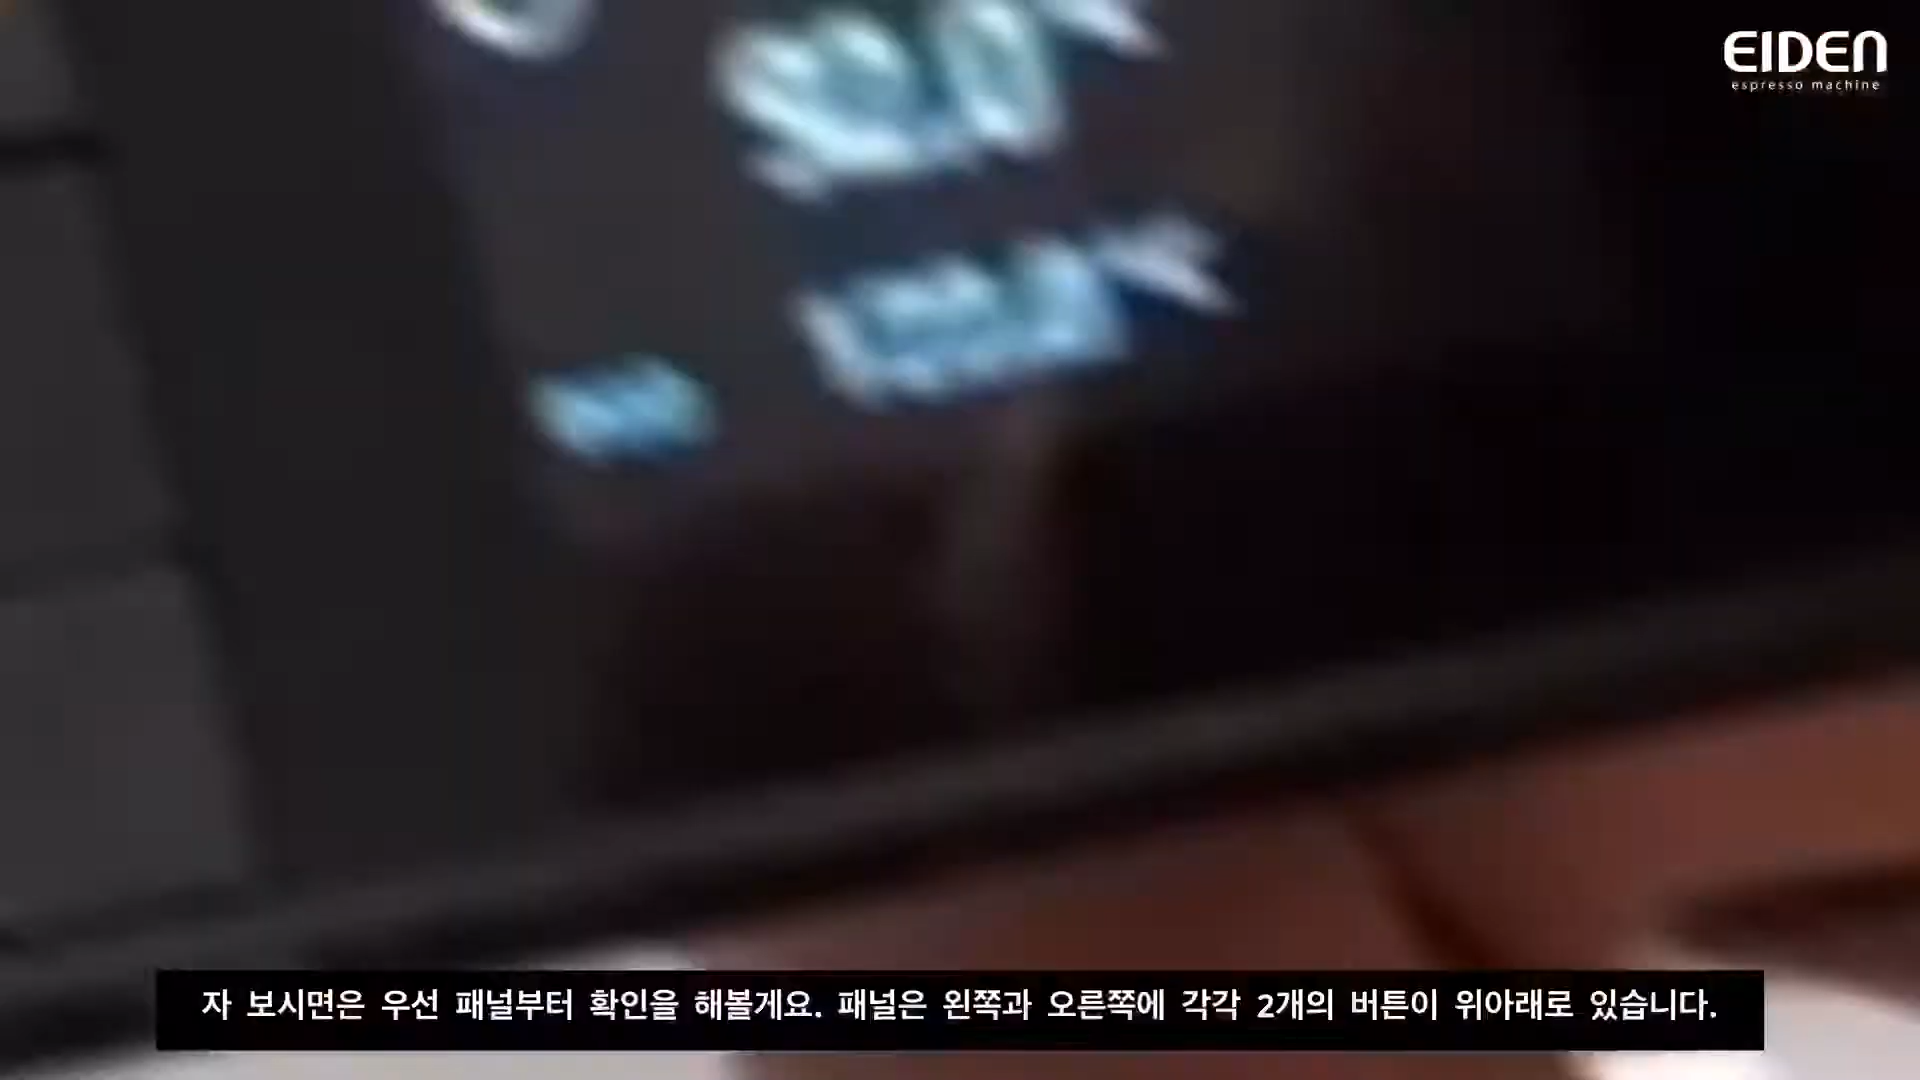 EIDEN
espresso machine
자 보시면은 우선 패널부터 확인을 해볼게요. 패널은 왼쪽과 오른쪽에 각각 2개의 버튼이 위아래로 있습니다.